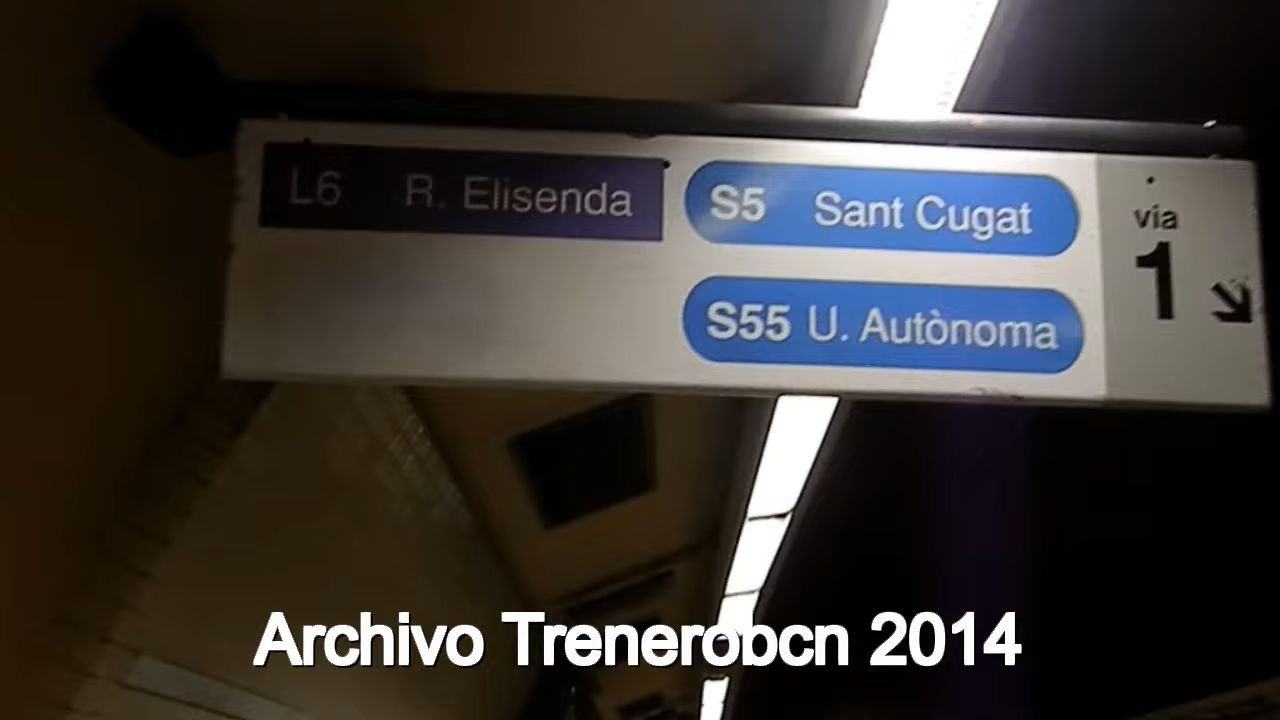 L6 R. Elisenda
S5 Sant Cugat
S55 U. Autònoma
via
1
Archivo Trenerobcn 2014